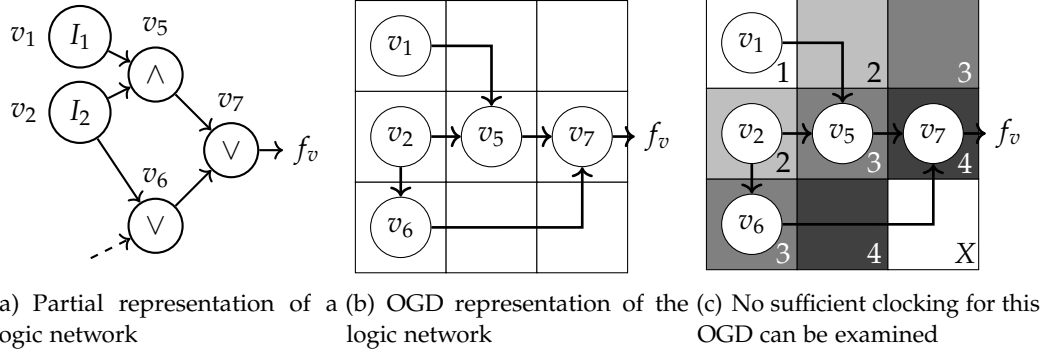 v1 I1 v5
∧
v2 I2 v7
∨ fv
v6
∨
v1
v2 v5 v7 fv
v6
v1 1 2 3
v2 2 v5 3 v7 4 fv
v6 3 4 X
a) Partial representation of a
logic network
(b) OGD representation of the
logic network
(c) No sufficient clocking for this
OGD can be examined